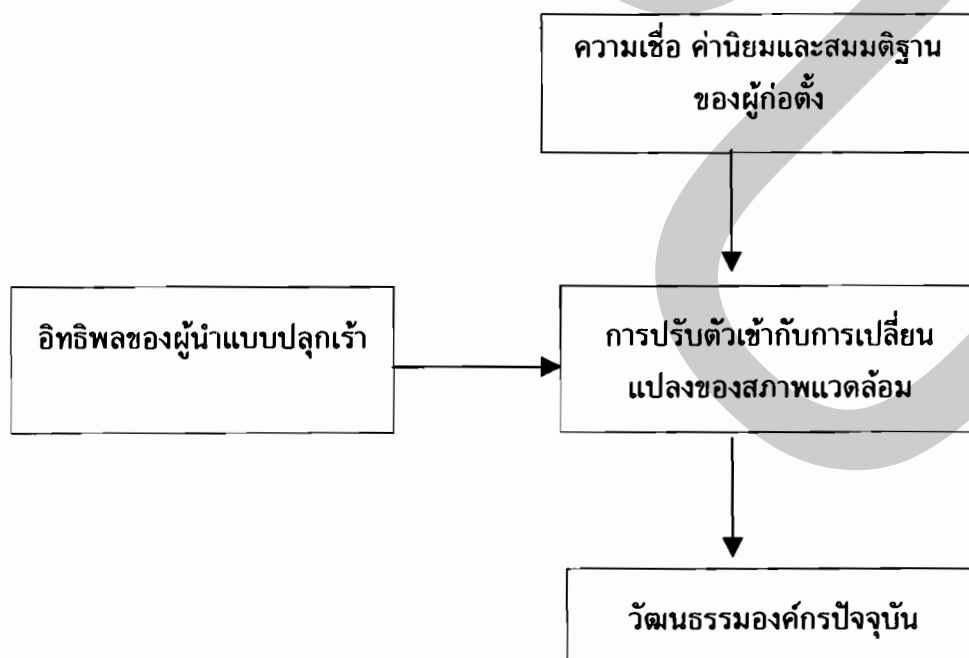 ความเชื่อ ค่านิยมและสมมติฐาน
ของผู้ก่อตั้ง
อิทธิพลของผู้นำแบบปลุกเร้า
การปรับตัวเข้ากับการเปลี่ยน
แปลงของสภาพแวดล้อม
วัฒนธรรมองค์กรปัจจุบัน